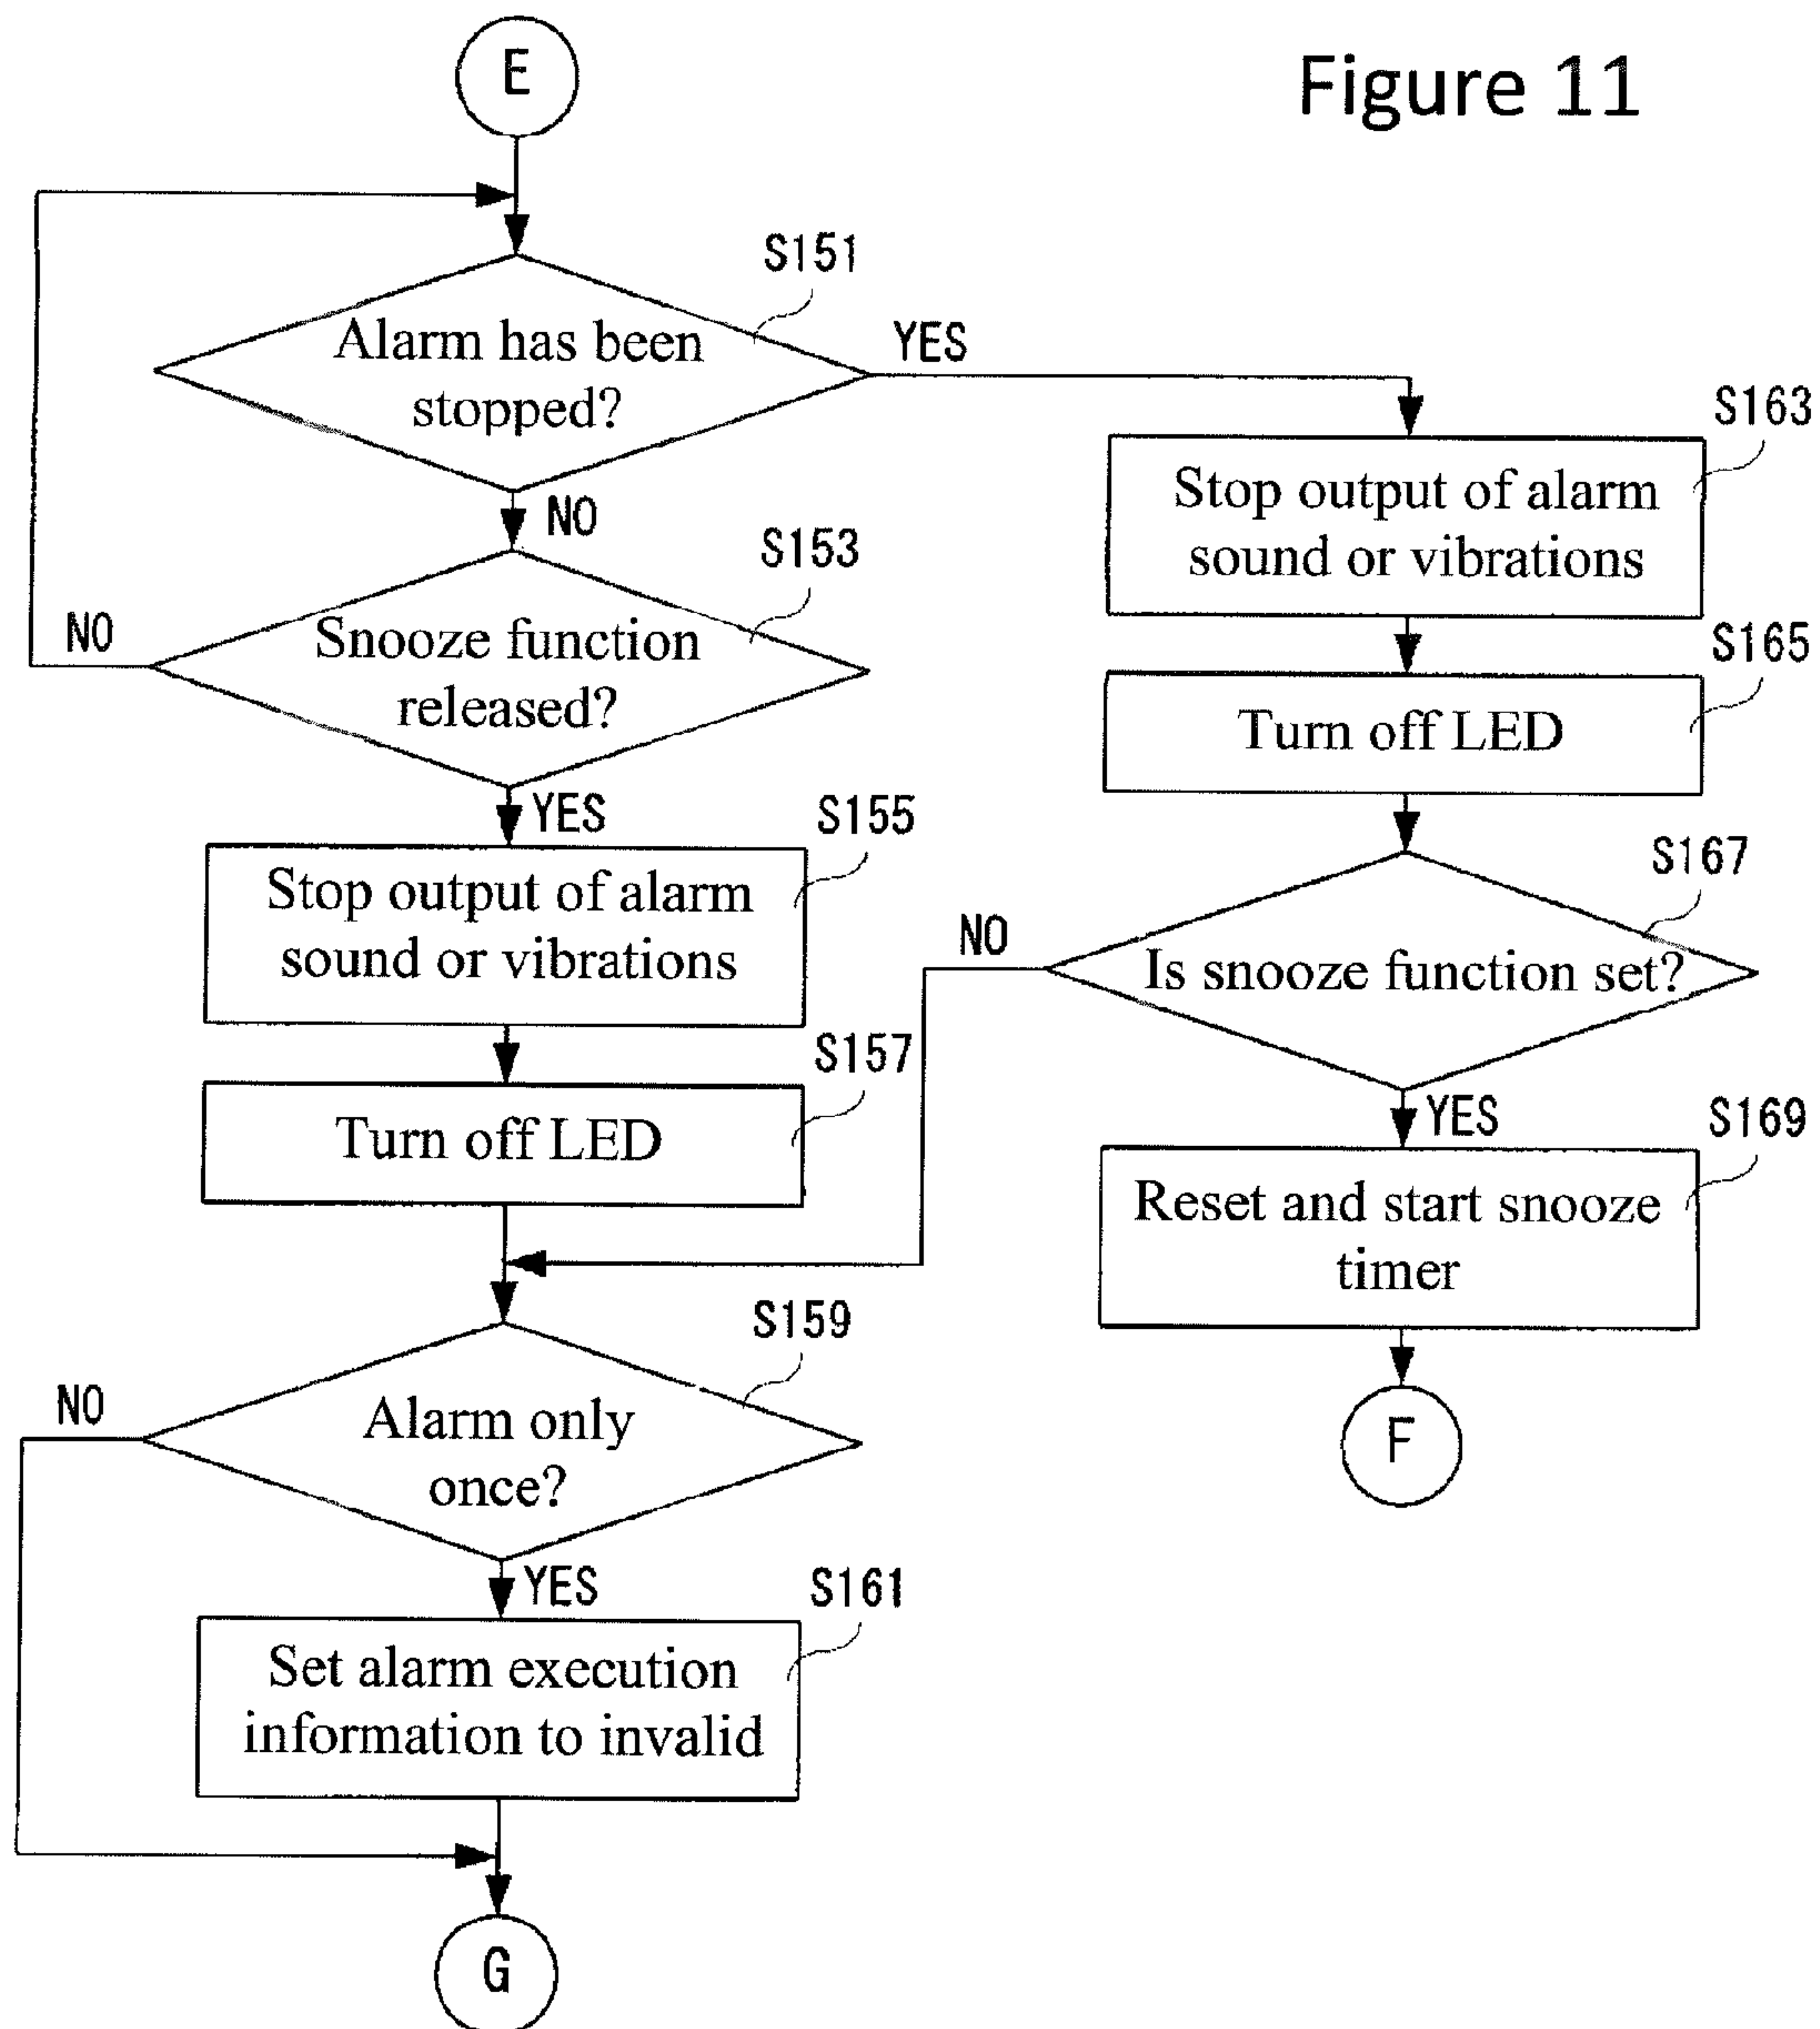 Figure 11
E
S151
Alarm has been
stopped?
YES
NO
S153
Snooze function
released?
NO
YES
S155
Stop output of alarm
sound or vibrations
S157
Turn off LED
S159
Alarm only
once?
NO
YES
S161
Set alarm execution
information to invalid
G
S163
Stop output of alarm
sound or vibrations
S165
Turn off LED
S167
Is snooze function set?
NO
YES
S169
Reset and start snooze
timer
F